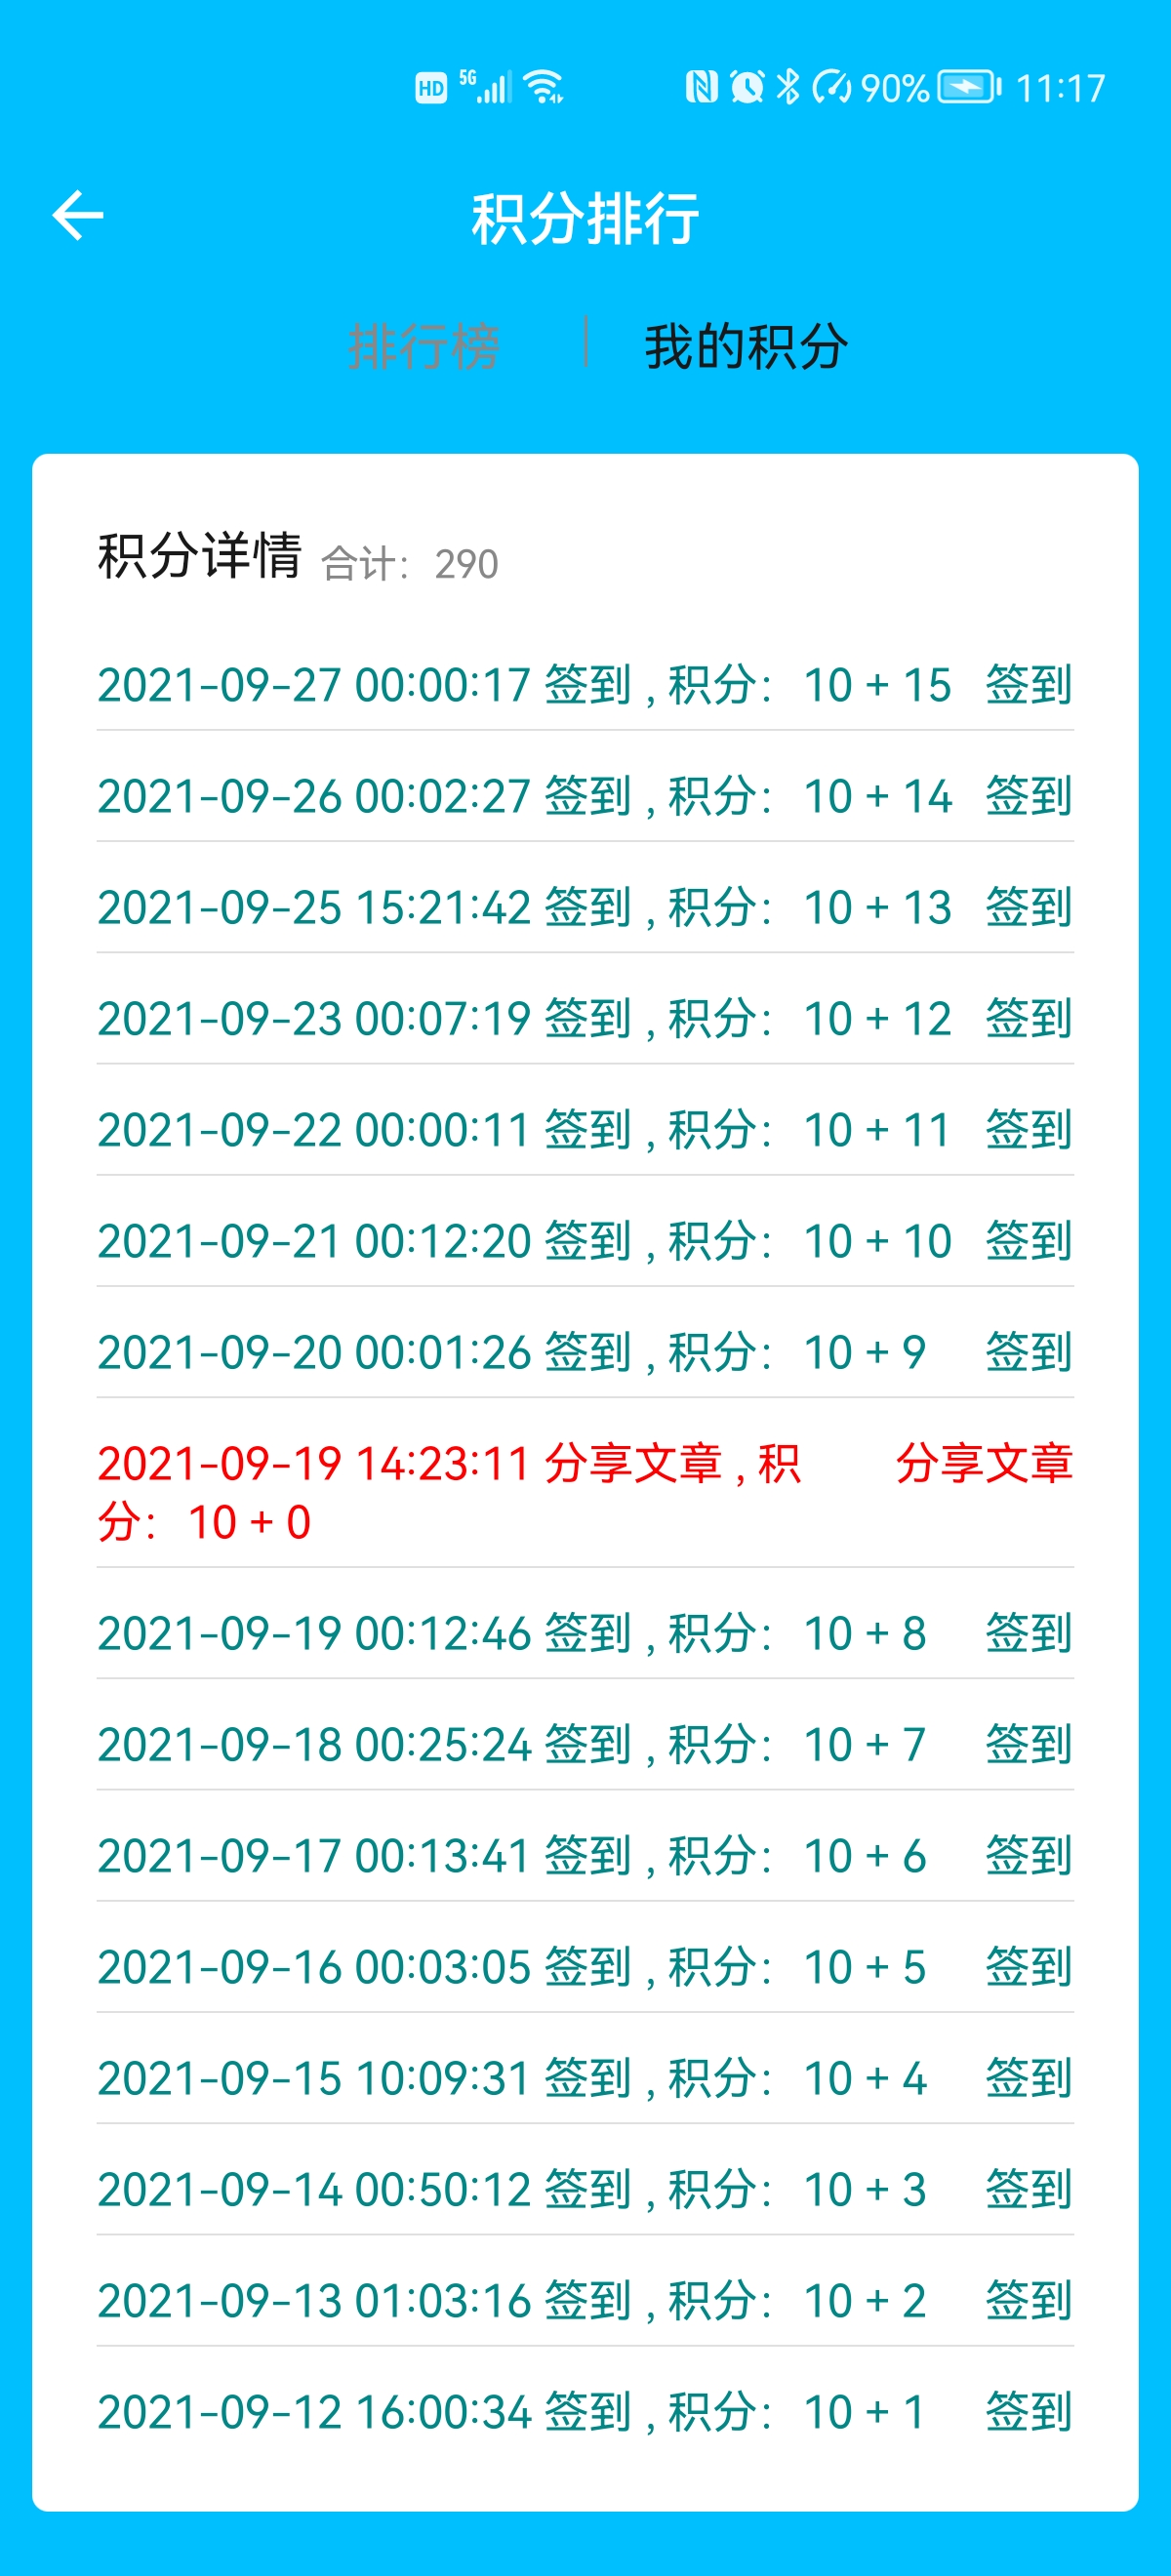 HD 5G 90% 11:17
积分排行
排行榜 | 我的积分
积分详情 合计：290
2021-09-27 00:00:17 签到 , 积分： 10 + 15 签到
2021-09-26 00:02:27 签到 , 积分： 10 + 14 签到
2021-09-25 15:21:42 签到 , 积分： 10 + 13 签到
2021-09-23 00:07:19 签到 , 积分： 10 + 12 签到
2021-09-22 00:00:11 签到 , 积分： 10 + 11 签到
2021-09-21 00:12:20 签到 , 积分： 10 + 10 签到
2021-09-20 00:01:26 签到 , 积分： 10 + 9 签到
2021-09-19 14:23:11 分享文章 , 积 分享文章
分： 10 + 0
2021-09-19 00:12:46 签到 , 积分： 10 + 8 签到
2021-09-18 00:25:24 签到 , 积分： 10 + 7 签到
2021-09-17 00:13:41 签到 , 积分： 10 + 6 签到
2021-09-16 00:03:05 签到 , 积分： 10 + 5 签到
2021-09-15 10:09:31 签到 , 积分： 10 + 4 签到
2021-09-14 00:50:12 签到 , 积分： 10 + 3 签到
2021-09-13 01:03:16 签到 , 积分： 10 + 2 签到
2021-09-12 16:00:34 签到 , 积分： 10 + 1 签到